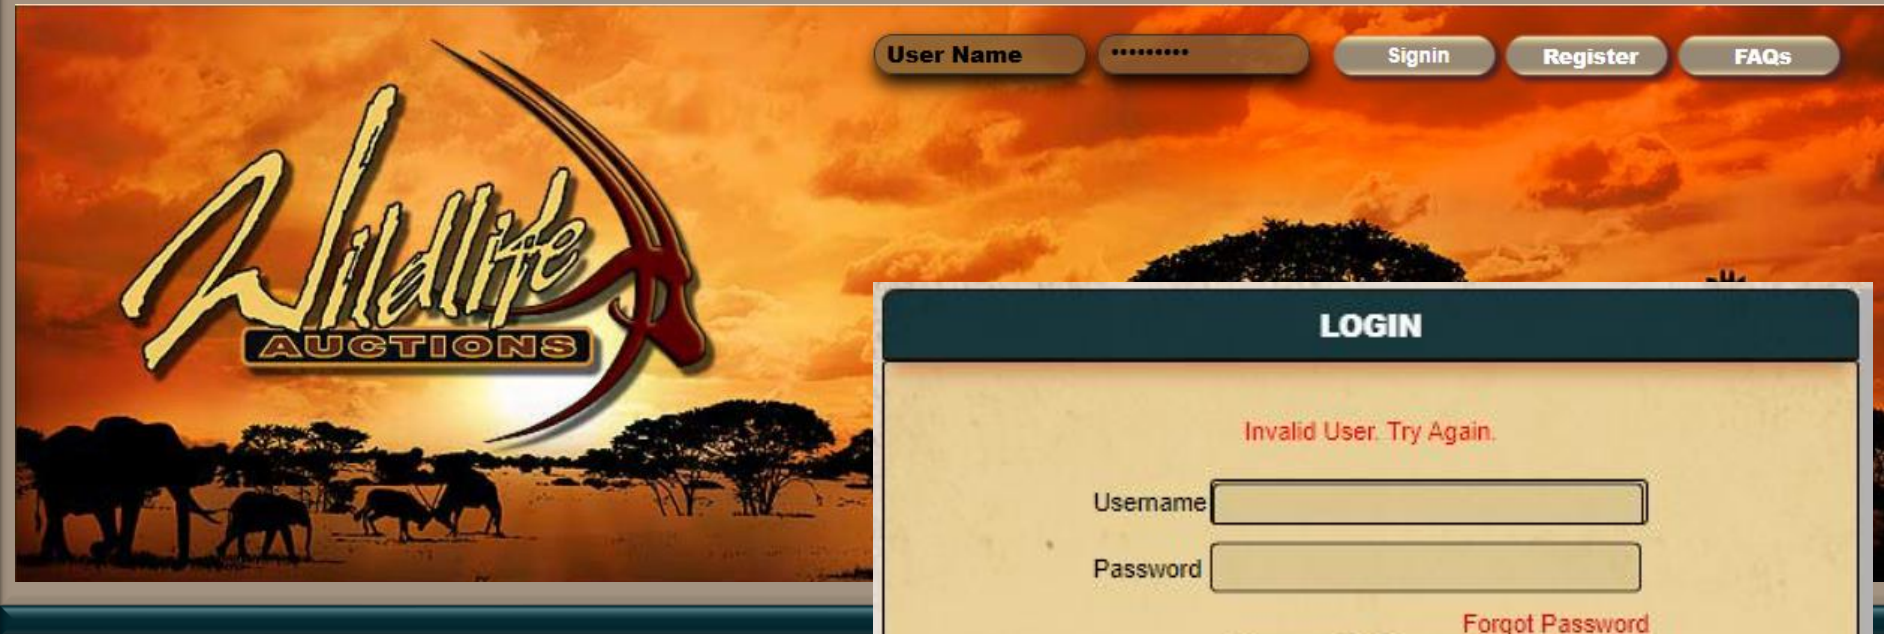 User Name ••••••••• Signin Register FAQs
Wildlife
AUCTIONS
LOGIN
Invalid User. Try Again.
Username
Password
Forgot Password